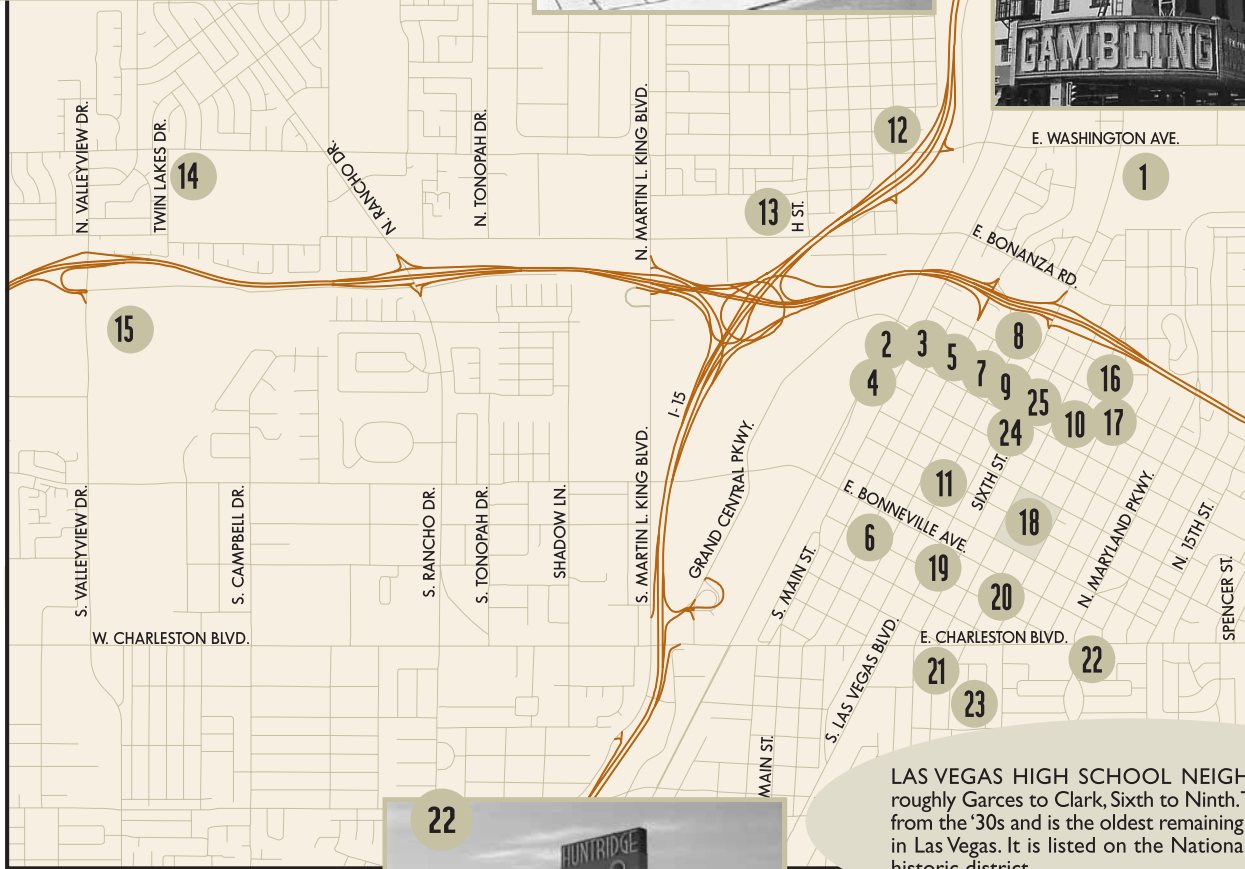 GAMBLING
E. WASHINGTON AVE.
N. VALLEYVIEW DR.
TWIN LAKES DR.
14
N. RANCHO DR.
N. RANCHO DR.
N. TONOPAH DR.
N. MARTIN L. KING BLVD.
12
1
13
H ST.
E. BONANZA RD.
15
2
3
5
7
9
25
8
4
24
10
16
17
I-15
GRAND CENTRAL PKWY.
S. VALLEYVIEW DR.
S. CAMPBELL DR.
S. RANCHO DR.
S. TONOPAH DR.
SHADOW LN.
S. MARTIN L. KING BLVD.
11
SIXTH ST.
E. BONNEVILLE AVE.
18
6
19
20
N. MARYLAND PKWY.
N. 15TH ST.
SPENCER ST.
S. MAIN ST.
W. CHARLESTON BLVD.
E. CHARLESTON BLVD.
21
22
23
S. LAS VEGAS BLVD.
MAIN ST.
22
HUNTRIDGE
LAS VEGAS HIGH SCHOOL NEIGH
roughly Garces to Clark, Sixth to Ninth. T
from the ‘30s and is the oldest remaining
in Las Vegas. It is listed on the Nationa
historic district